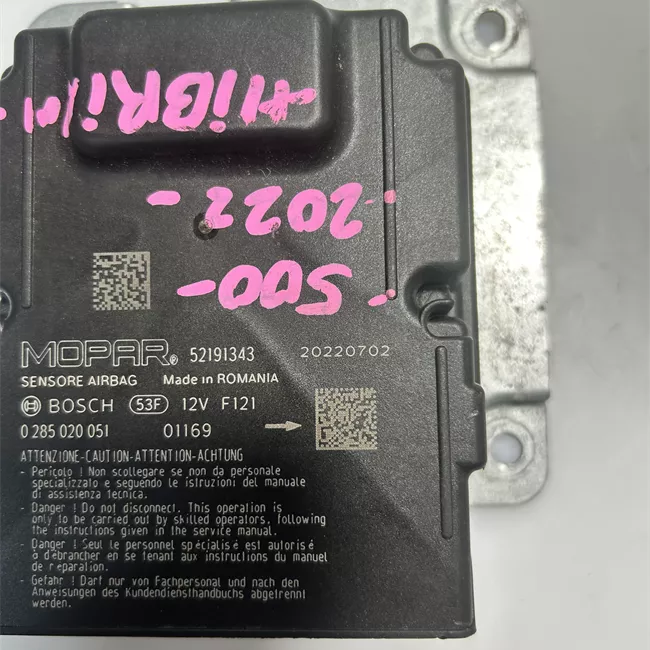 -HiBRi/M-
-2022-
-500-
MOPAR® 52191343 20220702
SENSORE AIRBAG Made in ROMANIA
BOSCH 53F 12V F121
0 285 020 051 01169
ATTENZIONE-CAUTION-ATTENTION-ACHTUNG
- Pericolo ! Non scollegare se non da personale
specializzato e seguendo le istruzioni del manuale
di assistenza tecnica.
- Danger ! Do not disconnect. This operation is
only to be carried out by skilled operators, following
the instructions given in the service manual.
- Danger ! Seul le personnel spécialisé est autorisé
à débrancher en se tenant aux instructions du manuel
de réparation.
- Gefahr ! Darf nur von Fachpersonal und nach den
Anweisungen des Kundendiensthandbuchs abgetrennt
werden.